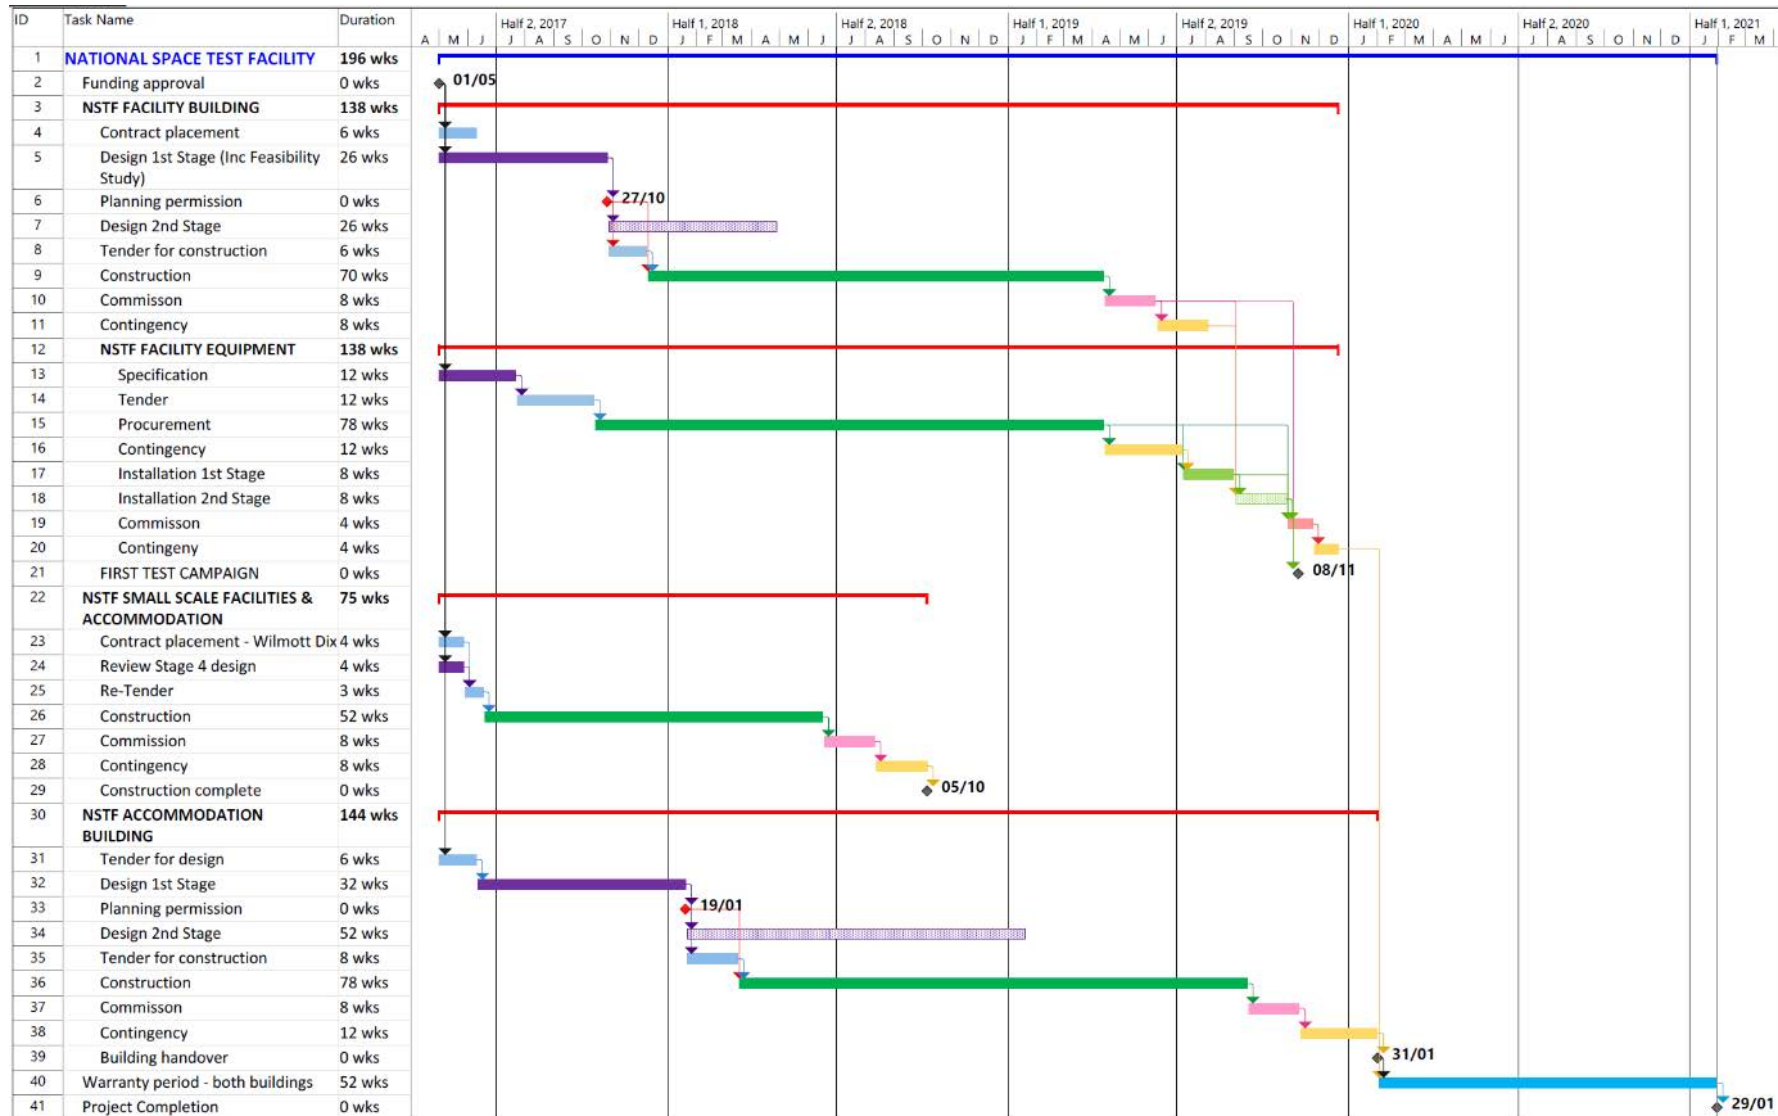 ID Task Name Duration Half 2, 2017 Half 1, 2018 Half 2, 2018 Half 1, 2019 Half 2, 2019 Half 1, 2020 Half 2, 2020 Half 1, 2021
A M J J A S O N D J F M A M J J A S O N D J F M A M J J A S O N D J F M A M J J A S O N D J F M
1 NATIONAL SPACE TEST FACILITY 196 wks
2 Funding approval 0 wks 01/05
3 NSTF FACILITY BUILDING 138 wks
4 Contract placement 6 wks
5 Design 1st Stage (Inc Feasibility 26 wks
Study)
6 Planning permission 0 wks 27/10
7 Design 2nd Stage 26 wks
8 Tender for construction 6 wks
9 Construction 70 wks
10 Commisson 8 wks
11 Contingency 8 wks
12 NSTF FACILITY EQUIPMENT 138 wks
13 Specification 12 wks
14 Tender 12 wks
15 Procurement 78 wks
16 Contingency 12 wks
17 Installation 1st Stage 8 wks
18 Installation 2nd Stage 8 wks
19 Commisson 4 wks
20 Contingeny 4 wks
21 FIRST TEST CAMPAIGN 0 wks 08/11
22 NSTF SMALL SCALE FACILITIES & 75 wks
ACCOMMODATION
23 Contract placement - Wilmott Dix 4 wks
24 Review Stage 4 design 4 wks
25 Re-Tender 3 wks
26 Construction 52 wks
27 Commission 8 wks
28 Contingency 8 wks
29 Construction complete 0 wks 05/10
30 NSTF ACCOMMODATION 144 wks
BUILDING
31 Tender for design 6 wks
32 Design 1st Stage 32 wks
33 Planning permission 0 wks 19/01
34 Design 2nd Stage 52 wks
35 Tender for construction 8 wks
36 Construction 78 wks
37 Commisson 8 wks
38 Contingency 12 wks
39 Building handover 0 wks 31/01
40 Warranty period - both buildings 52 wks
41 Project Completion 0 wks 29/01